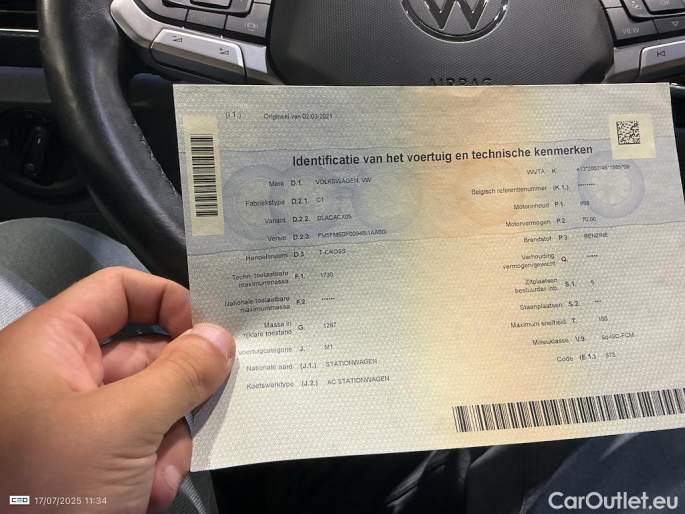 VIEW
AIRBAG
(J.1.) Origineel van 02/03/2021
Identificatie van het voertuig en technische kenmerken
Merk D.1. VOLKSWAGEN, VW
Fabriekstype D.2.1. C1
Variant D.2.2.
Versie D.2.3.
Handelsnaam D.3. T-CROSS
Techn. toelaatbare maximummassa F.1. 1730
Nationale toelaatbare maximummassa F.2. ******
Massa in rijklare toestand G. 1267
Voertuigcategorie J. M1
Nationale aard (J.1.) STATIONWAGEN
Koetswerktype (J.2.) AC STATIONWAGEN
WVTA K.
Belgisch referentienummer (K.1.) ********
Motorinhoud P.1. 999
Motorvermogen P.2. 70.00
Brandstof P.3. BENZINE
Verhouding vermogen/gewicht Q. *****
Zitplaatsen bestuurder inb. S.1. 5
Staanplaatsen S.2. ***
Maximum snelheid T. 180
Milieuklasse V.9.
Code (E.1.)
17/07/2025 11:34
CarOutlet.eu